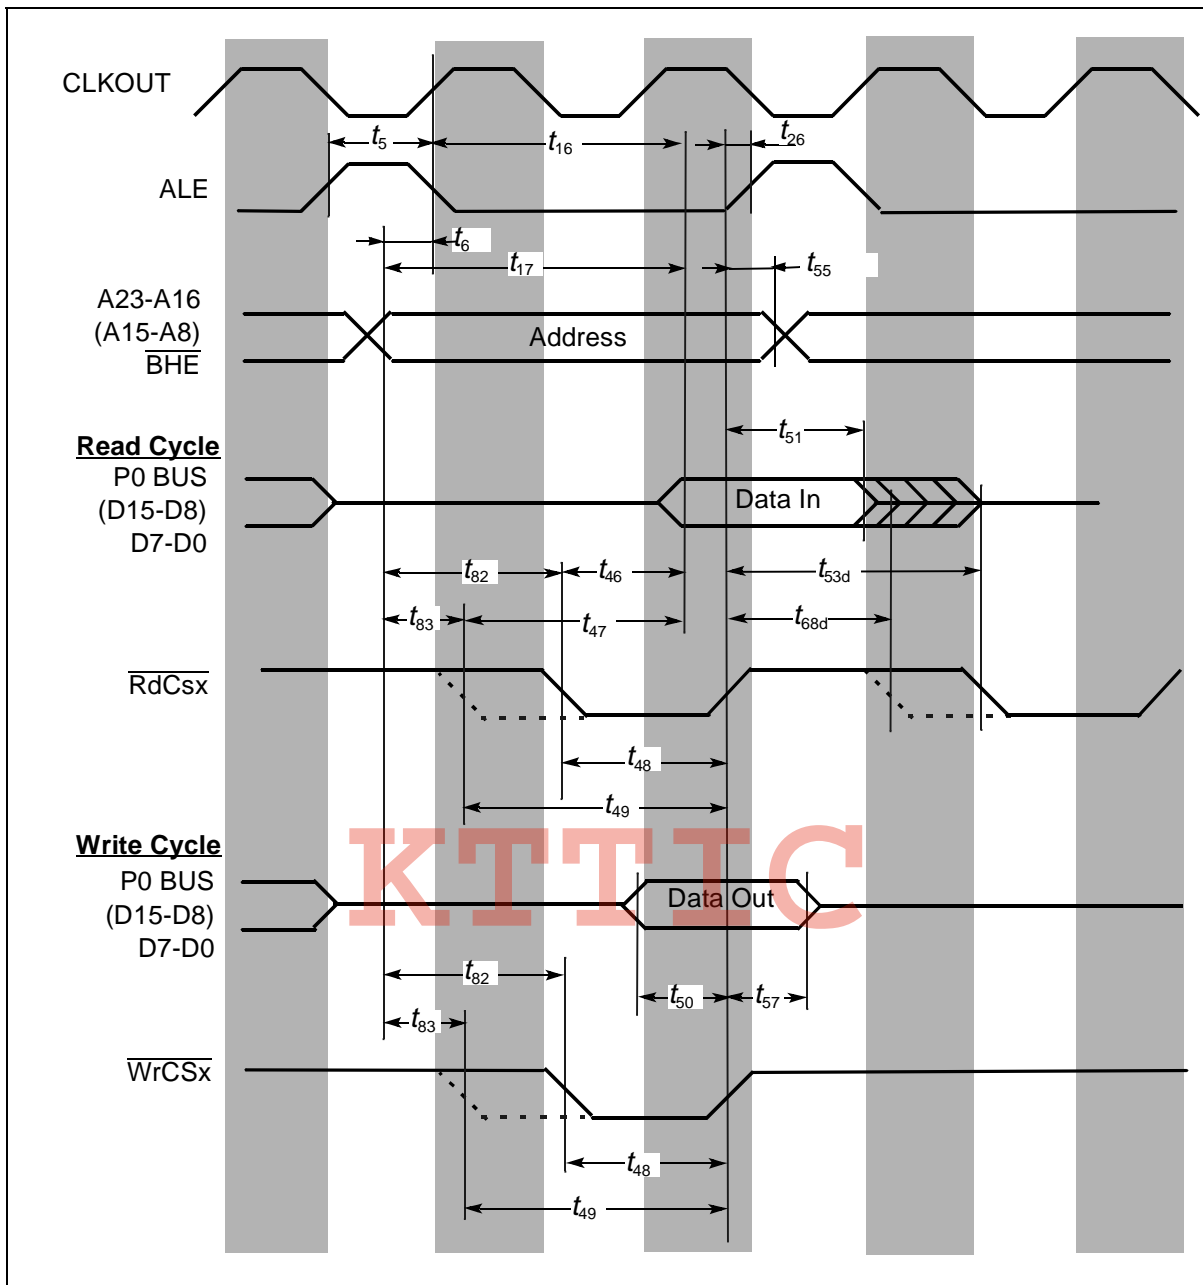 CLKOUT
t5
t16
t26
ALE
t6
t17
t55
A23-A16
(A15-A8)
BHE
Address
t51
Read Cycle
P0 BUS
(D15-D8)
D7-D0
Data In
t82
t46
t53d
t83
t47
t68d
RdCsx
t48
t49
KTTIC
Write Cycle
P0 BUS
(D15-D8)
D7-D0
Data Out
t82
t50
t57
t83
WrCSx
t48
t49